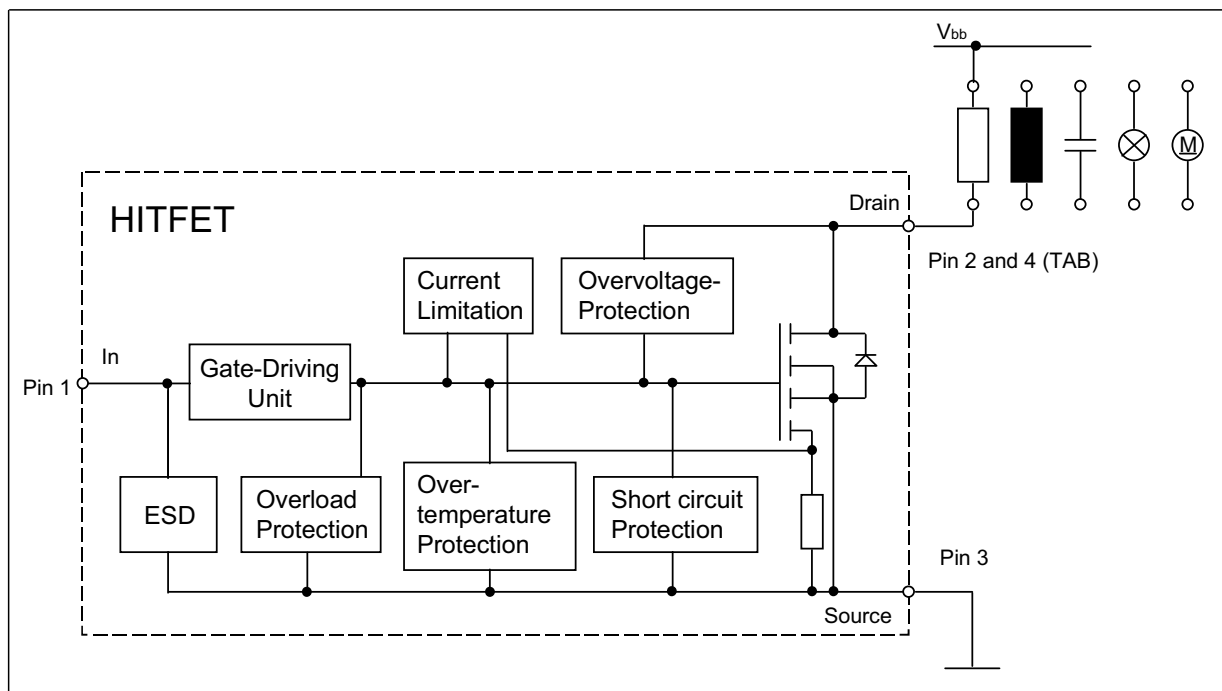 Vbb
HITFET
Drain
Pin 2 and 4 (TAB)
Current
Limitation
Overvoltage-
Protection
In
Pin 1
Gate-Driving
Unit
M
ESD
Overload
Protection
Over-
temperature
Protection
Short circuit
Protection
Pin 3
Source